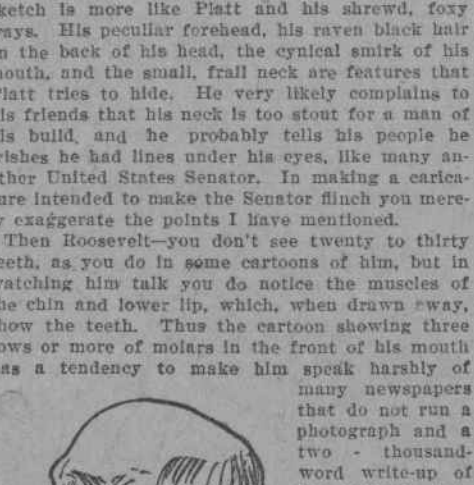 sketch is more like Platt and his shrewd, foxy
ways. His peculiar forehead, his raven black hair
on the back of his head, the cynical smirk of his
mouth, and the small, frail neck are features that
Platt tries to hide. He very likely complains to
his friends that his neck is too stout for a man of
his build, and he probably tells his people he
wishes he had lines under his eyes, like many an-
other United States Senator. In making a carica-
ture intended to make the Senator flinch you mere-
ly exaggerate the points I have mentioned.
Then Roosevelt—you don't see twenty to thirty
teeth, as you do in some cartoons of him, but in
watching him talk you do notice the muscles of
the chin and lower lip, which, when drawn away,
show the teeth. Thus the cartoon showing three
rows or more of molars in the front of his mouth
has a tendency to make him speak harshly of
many newspapers
that do not run a
photograph and a
two - thousand-
word write-up of